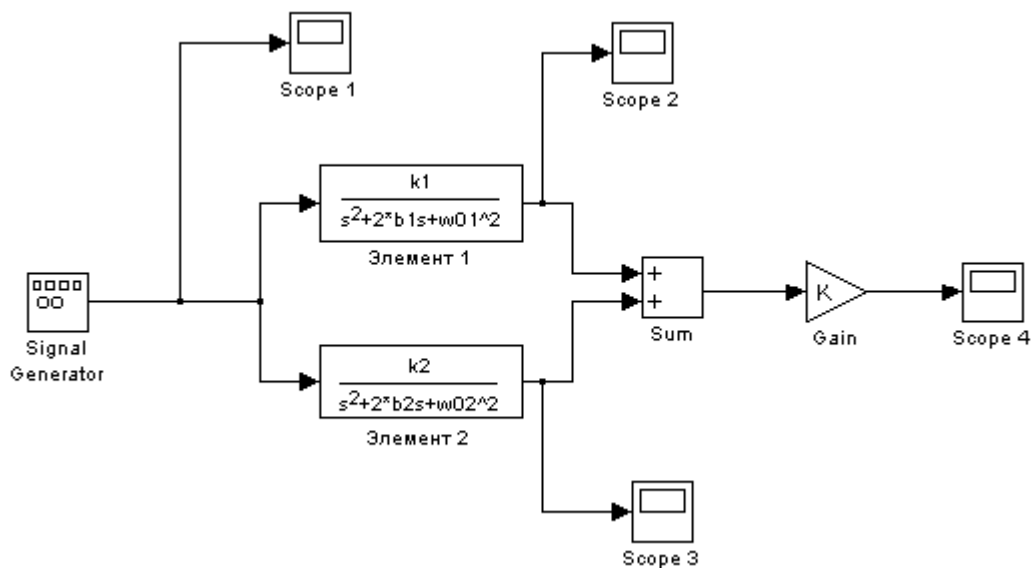 Scope 1
Scope 2
k1
s²+2*b1s+w01^2
Элемент 1
Signal
Generator
+
+
Sum
K
Gain
Scope 4
k2
s²+2*b2s+w02^2
Элемент 2
Scope 3